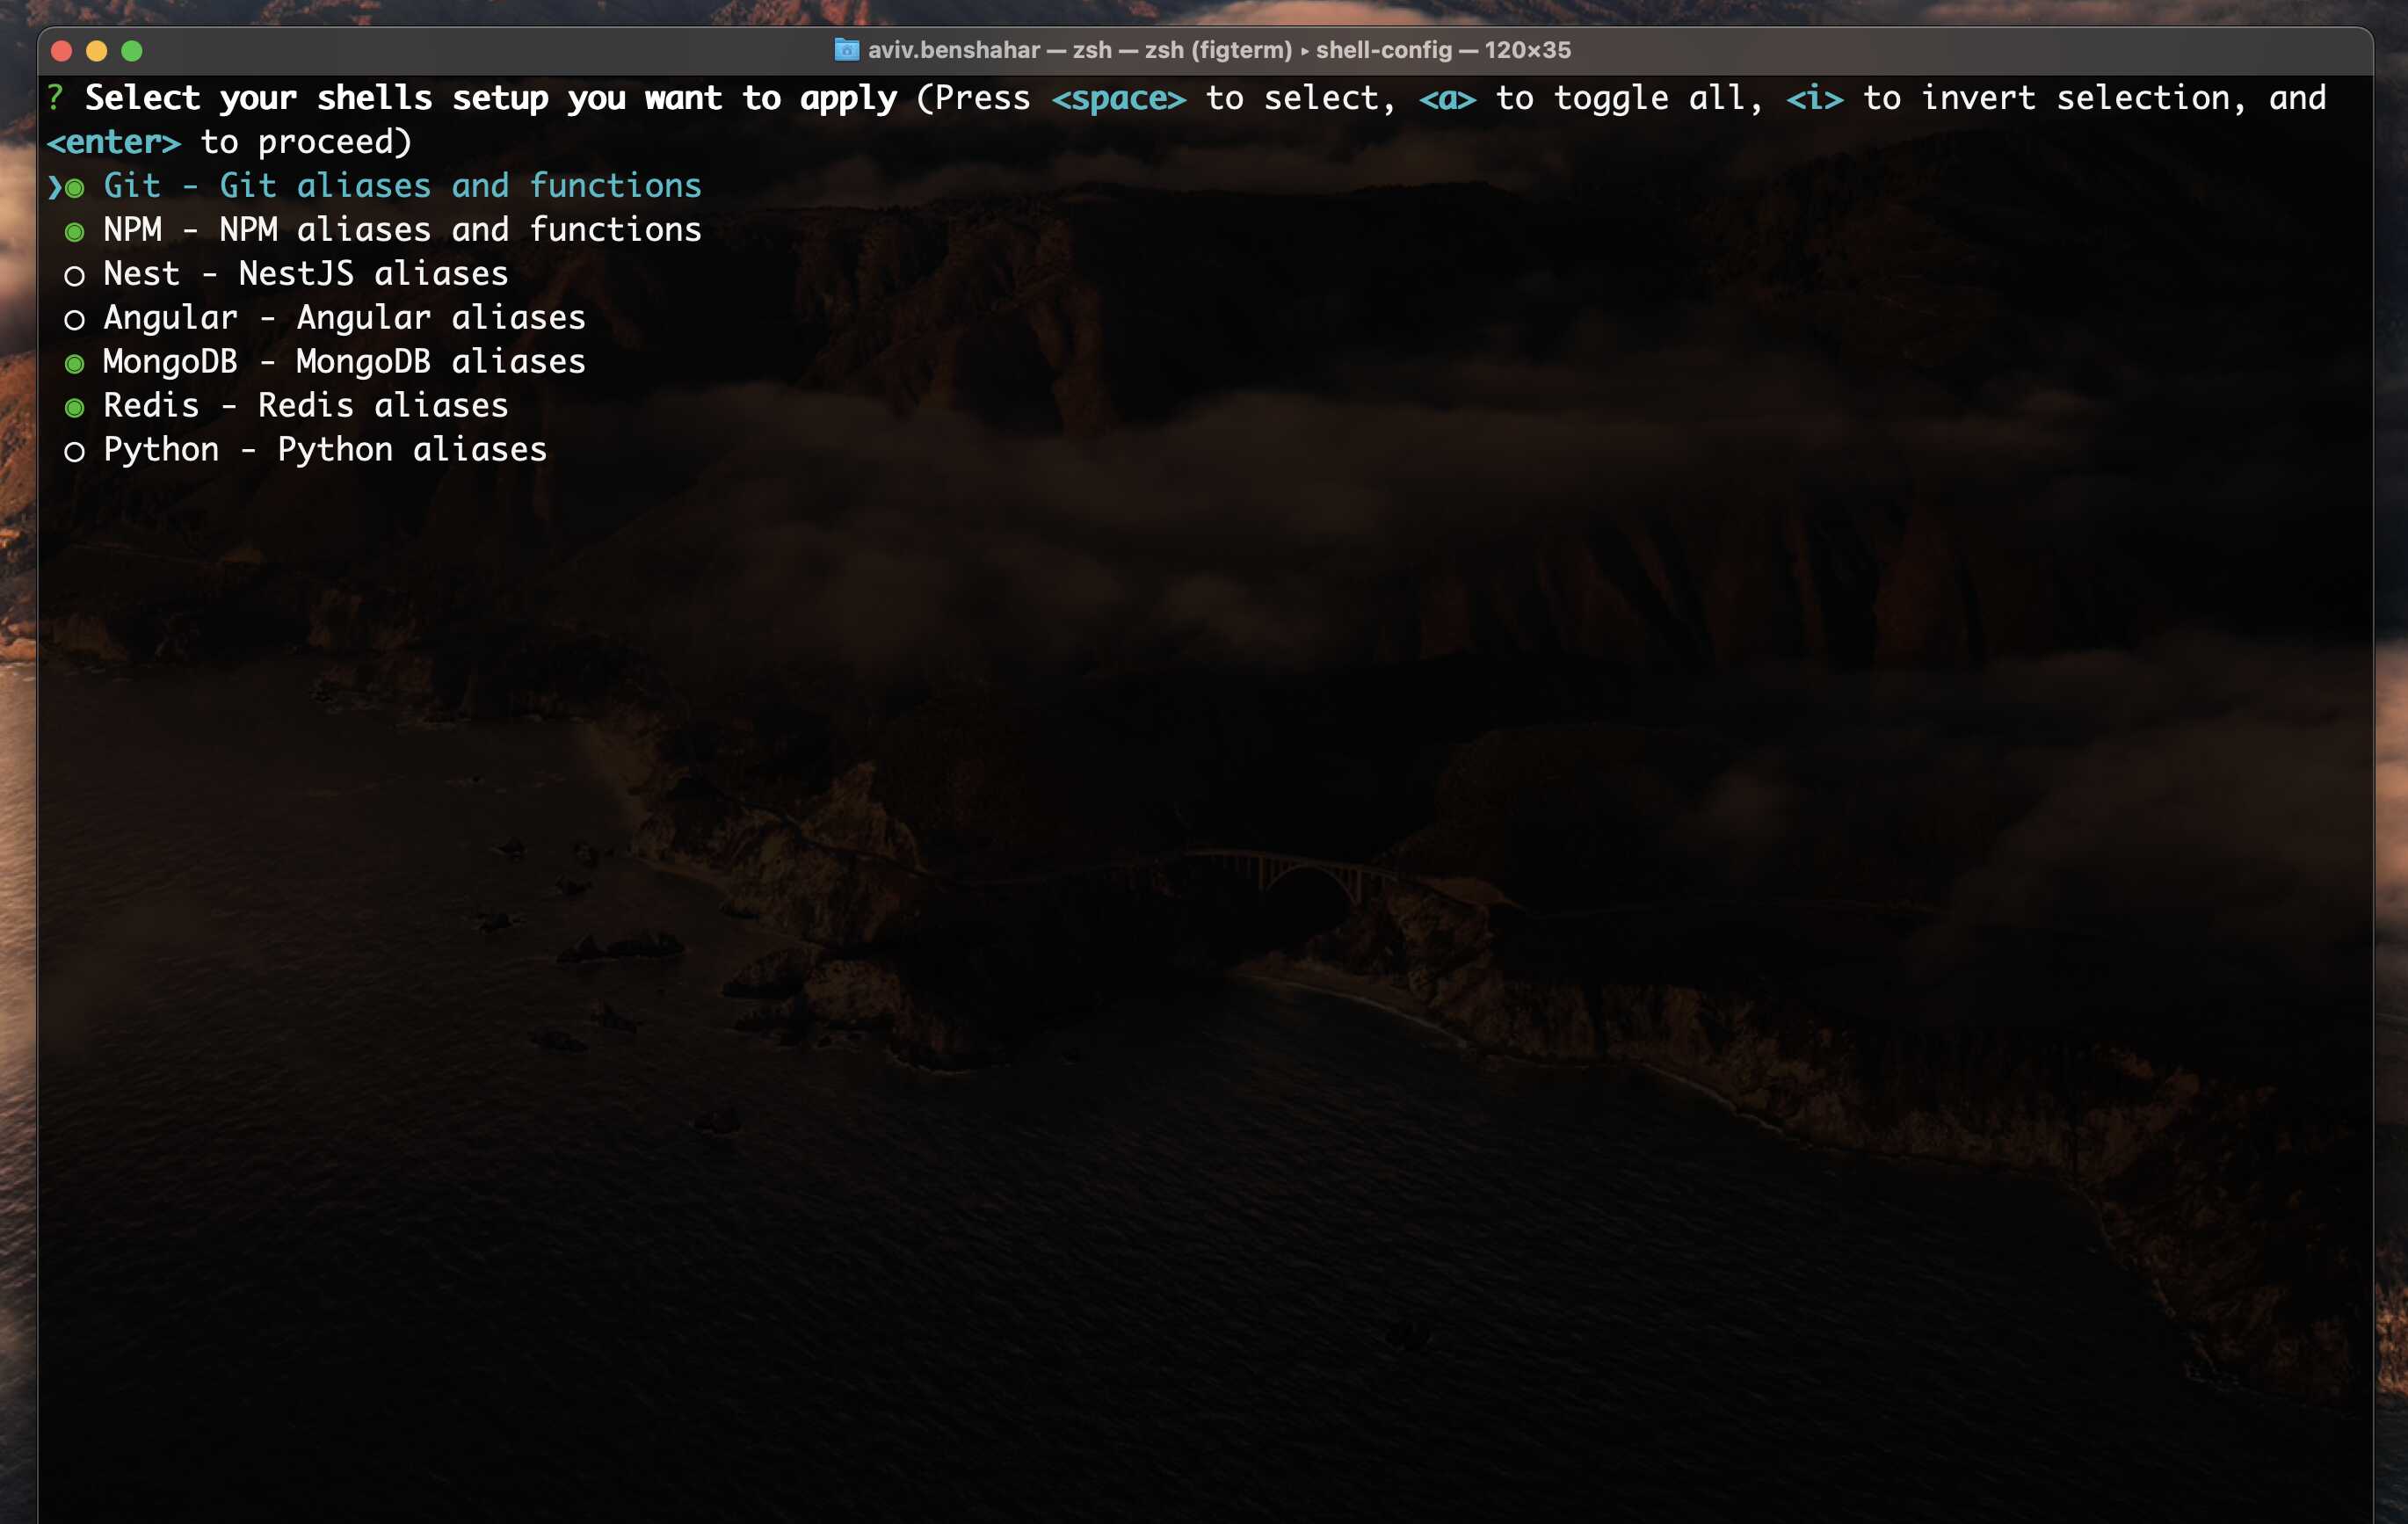 aviv.benshahar — zsh — zsh (figterm) ▸ shell-config — 120×35
? Select your shells setup you want to apply (Press <space> to select, <a> to toggle all, <i> to invert selection, and
<enter> to proceed)
❯◉ Git - Git aliases and functions
◉ NPM - NPM aliases and functions
◯ Nest - NestJS aliases
◯ Angular - Angular aliases
◉ MongoDB - MongoDB aliases
◉ Redis - Redis aliases
◯ Python - Python aliases